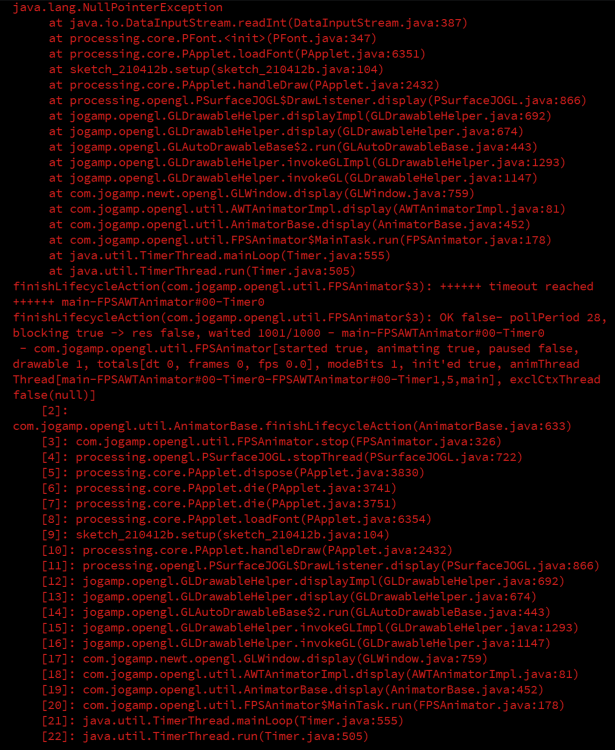 java.lang.NullPointerException
at java.io.DataInputStream.readInt(DataInputStream.java:387)
at processing.core.PFont.<init>(PFont.java:347)
at processing.core.PApplet.loadFont(PApplet.java:6351)
at sketch_210412b.setup(sketch_210412b.java:104)
at processing.core.PApplet.handleDraw(PApplet.java:2432)
at processing.opengl.PSurfaceJOGL$DrawListener.display(PSurfaceJOGL.java:866)
at jogamp.opengl.GLDrawableHelper.displayImpl(GLDrawableHelper.java:692)
at jogamp.opengl.GLDrawableHelper.display(GLDrawableHelper.java:674)
at jogamp.opengl.GLAutoDrawableBase$2.run(GLAutoDrawableBase.java:443)
at jogamp.opengl.GLDrawableHelper.invokeGLImpl(GLDrawableHelper.java:1293)
at jogamp.opengl.GLDrawableHelper.invokeGL(GLDrawableHelper.java:1147)
at com.jogamp.newt.opengl.GLWindow.display(GLWindow.java:759)
at com.jogamp.opengl.util.AWTAnimatorImpl.display(AWTAnimatorImpl.java:81)
at com.jogamp.opengl.util.AnimatorBase.display(AnimatorBase.java:452)
at com.jogamp.opengl.util.FPSAnimator$MainTask.run(FPSAnimator.java:178)
at java.util.TimerThread.mainLoop(Timer.java:555)
at java.util.TimerThread.run(Timer.java:505)
finishLifecycleAction(com.jogamp.opengl.util.FPSAnimator$3): ++++++ timeout reached
++++++ main-FPSAWTAnimator#00-Timer0
finishLifecycleAction(com.jogamp.opengl.util.FPSAnimator$3): OK false- pollPeriod 28,
blocking true -> res false, waited 1001/1000 - main-FPSAWTAnimator#00-Timer0
- com.jogamp.opengl.util.FPSAnimator[started true, animating true, paused false,
drawable 1, totals[dt 0, frames 0, fps 0.0], modeBits 1, init'ed true, animThread
Thread[main-FPSAWTAnimator#00-Timer0-FPSAWTAnimator#00-Timer1,5,main], exclCtxThread
false(null)]
[2]:
com.jogamp.opengl.util.AnimatorBase.finishLifecycleAction(AnimatorBase.java:633)
[3]: com.jogamp.opengl.util.FPSAnimator.stop(FPSAnimator.java:326)
[4]: processing.opengl.PSurfaceJOGL.stopThread(PSurfaceJOGL.java:722)
[5]: processing.core.PApplet.dispose(PApplet.java:3830)
[6]: processing.core.PApplet.die(PApplet.java:3741)
[7]: processing.core.PApplet.die(PApplet.java:3751)
[8]: processing.core.PApplet.loadFont(PApplet.java:6354)
[9]: sketch_210412b.setup(sketch_210412b.java:104)
[10]: processing.core.PApplet.handleDraw(PApplet.java:2432)
[11]: processing.opengl.PSurfaceJOGL$DrawListener.display(PSurfaceJOGL.java:866)
[12]: jogamp.opengl.GLDrawableHelper.displayImpl(GLDrawableHelper.java:692)
[13]: jogamp.opengl.GLDrawableHelper.display(GLDrawableHelper.java:674)
[14]: jogamp.opengl.GLAutoDrawableBase$2.run(GLAutoDrawableBase.java:443)
[15]: jogamp.opengl.GLDrawableHelper.invokeGLImpl(GLDrawableHelper.java:1293)
[16]: jogamp.opengl.GLDrawableHelper.invokeGL(GLDrawableHelper.java:1147)
[17]: com.jogamp.newt.opengl.GLWindow.display(GLWindow.java:759)
[18]: com.jogamp.opengl.util.AWTAnimatorImpl.display(AWTAnimatorImpl.java:81)
[19]: com.jogamp.opengl.util.AnimatorBase.display(AnimatorBase.java:452)
[20]: com.jogamp.opengl.util.FPSAnimator$MainTask.run(FPSAnimator.java:178)
[21]: java.util.TimerThread.mainLoop(Timer.java:555)
[22]: java.util.TimerThread.run(Timer.java:505)